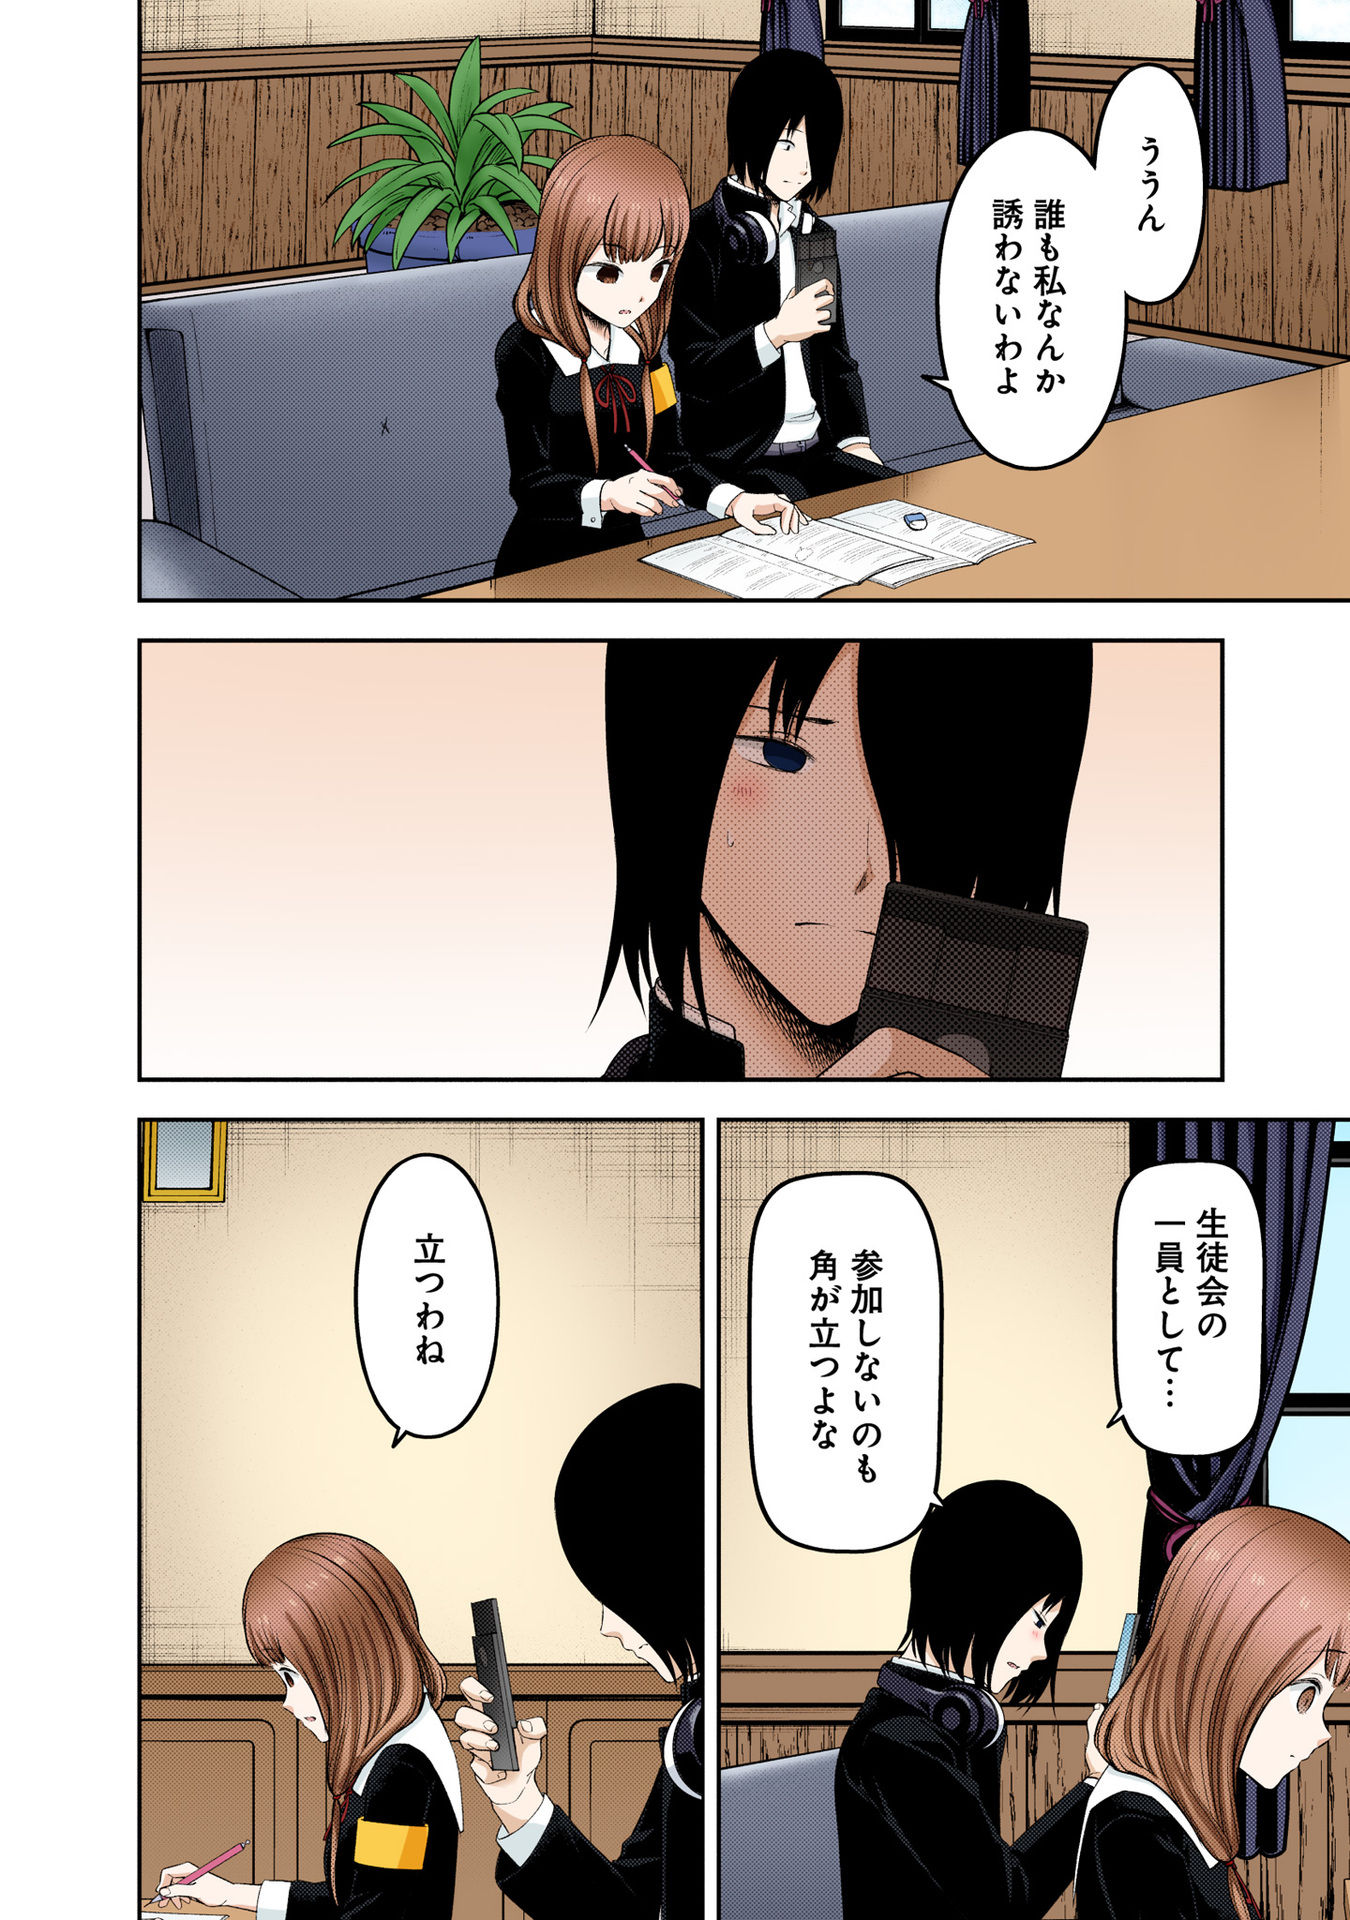 ううん
誰も私なんか
誘わないわよ
生徒会の
一員として…
参加しないのも
角が立つよな
立つわね